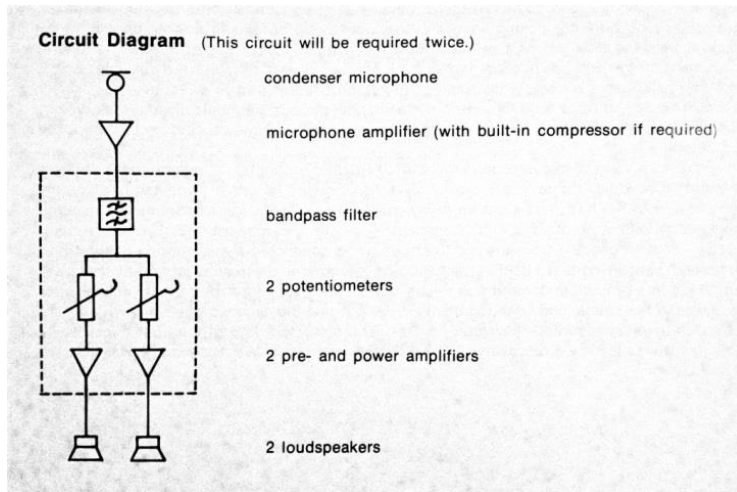 Circuit Diagram (This circuit will be required twice.)
condenser microphone
microphone amplifier (with built-in compressor if required)
bandpass filter
2 potentiometers
2 pre- and power amplifiers
2 loudspeakers